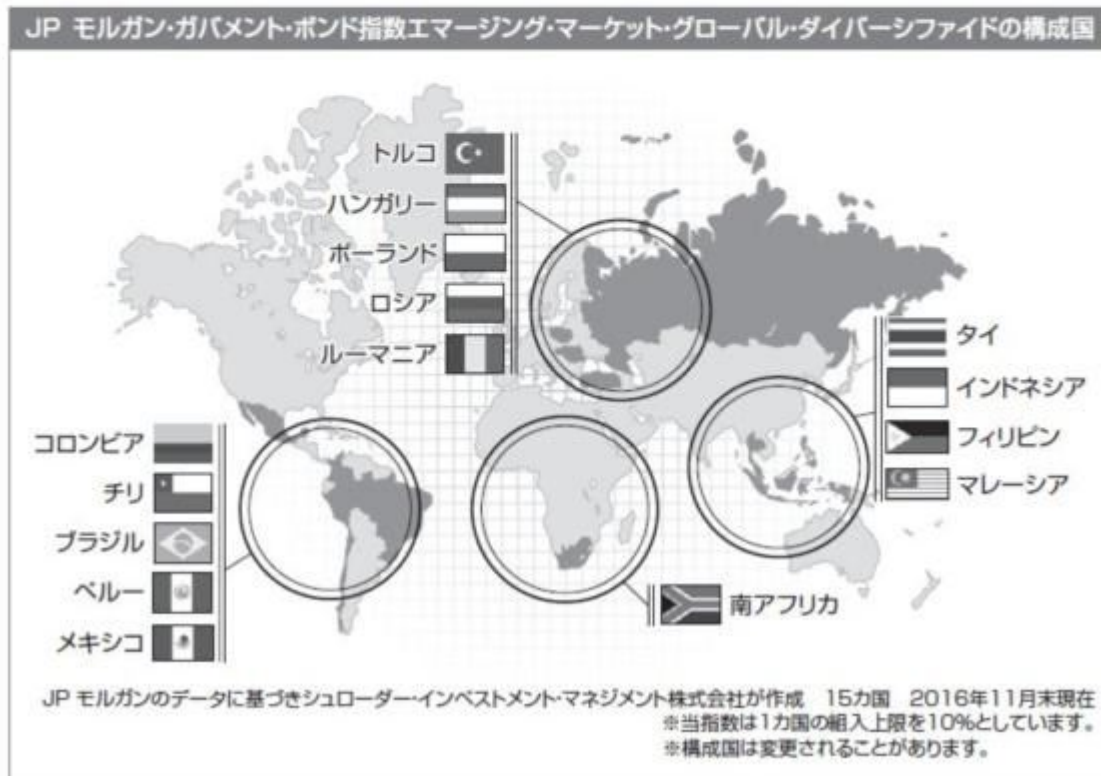 JP モルガン・ガバメント・ボンド指数エマージング・マーケット・グローバル・ダイバーシファイドの構成国
トルコ
ハンガリー
ポーランド
ロシア
ルーマニア
タイ
インドネシア
フィリピン
マレーシア
コロンビア
チリ
ブラジル
ペルー
メキシコ
南アフリカ
JP モルガンのデータに基づきシュローダー・インベストメント・マネジメント株式会社が作成 15カ国 2016年11月末現在
※当指数は1カ国の組入上限を10%としています。
※構成国は変更されることがあります。